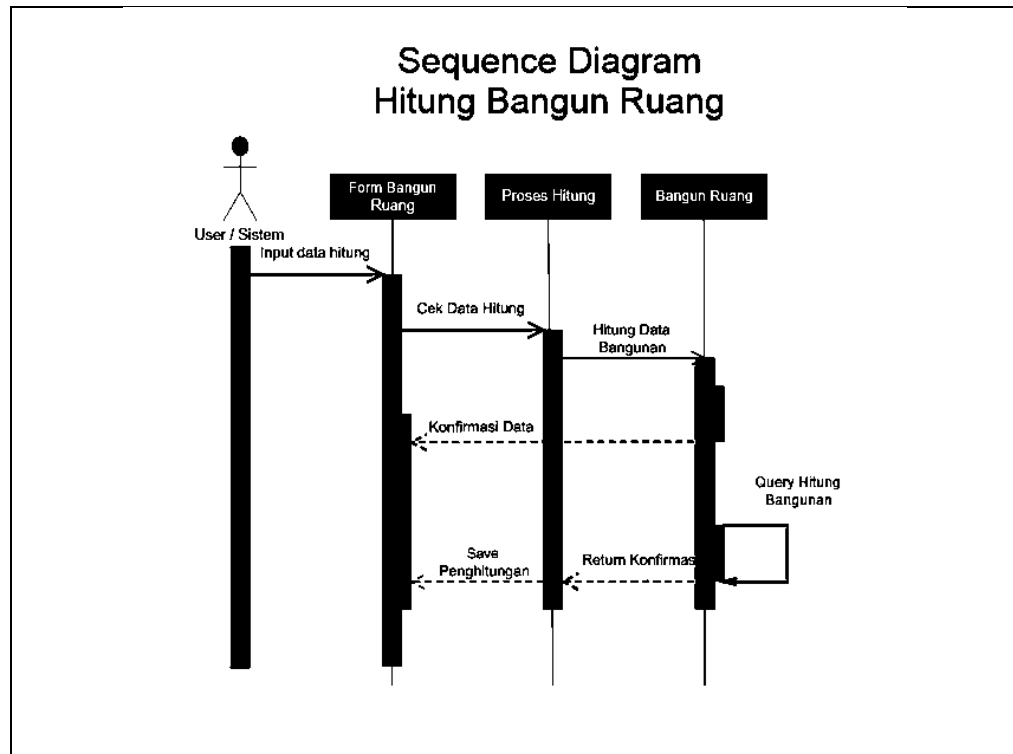 Sequence Diagram
Hitung Bangun Ruang
Form Bangun
Ruang
Proses Hitung
Bangun Ruang
User / Sistem
Input data hitung
Cek Data Hitung
Hitung Data
Bangunan
Konfirmasi Data
Query Hitung
Bangunan
Save
Penghitungan
Return Konfirmas